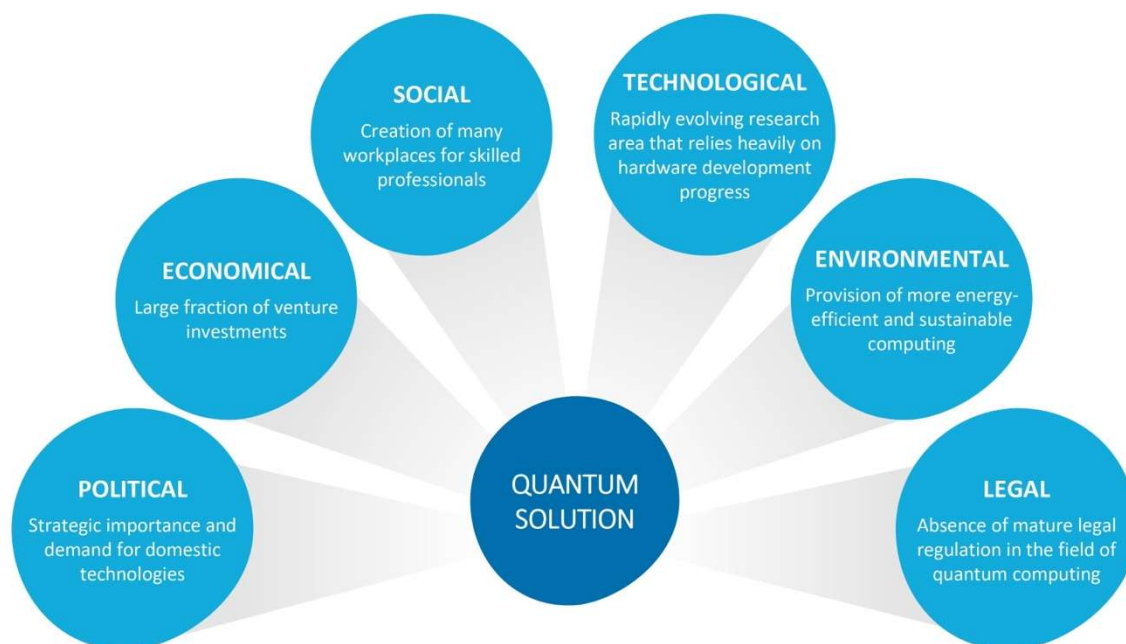 POLITICAL
Strategic importance and
demand for domestic
technologies
ECONOMICAL
Large fraction of venture
investments
SOCIAL
Creation of many
workplaces for skilled
professionals
TECHNOLOGICAL
Rapidly evolving research
area that relies heavily on
hardware development
progress
ENVIRONMENTAL
Provision of more energy-
efficient and sustainable
computing
LEGAL
Absence of mature legal
regulation in the field of
quantum computing
QUANTUM
SOLUTION